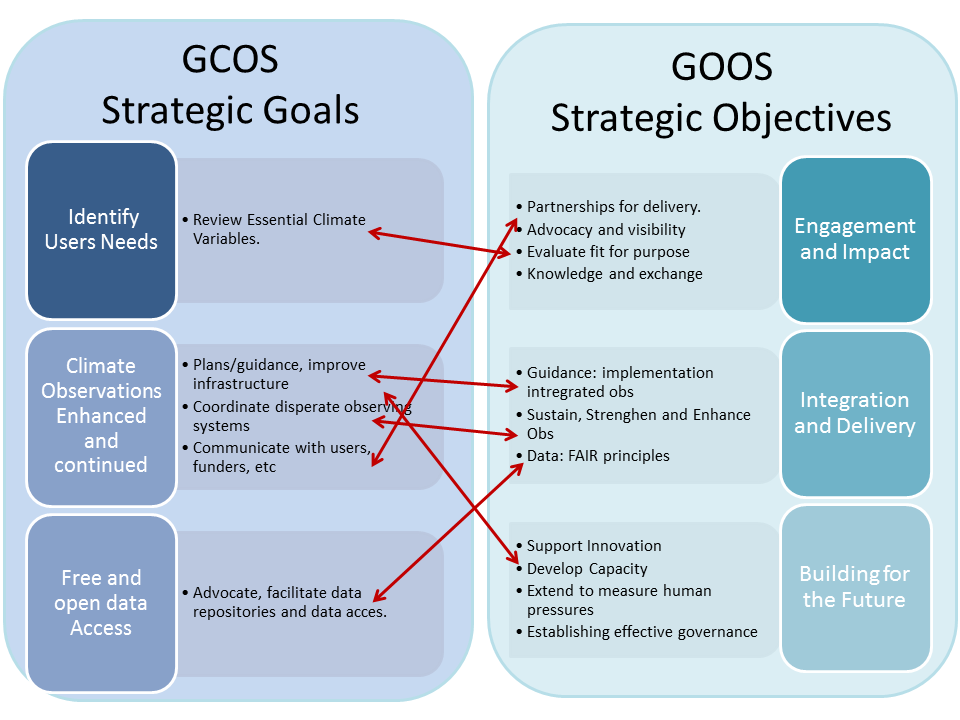 GCOS
Strategic Goals
Identify
Users Needs
• Review Essential Climate
Variables.
Climate
Observations
Enhanced
and
continued
• Plans/guidance, improve
infrastructure
• Coordinate disperate observing
systems
• Communicate with users,
funders, etc
Free and
open data
Access
• Advocate, facilitate data
repositories and data acces.
GOOS
Strategic Objectives
• Partnerships for delivery.
• Advocacy and visibility
• Evaluate fit for purpose
• Knowledge and exchange
Engagement
and Impact
• Guidance: implementation
intregrated obs
• Sustain, Strenghen and Enhance
Obs
• Data: FAIR principles
Integration
and Delivery
• Support Innovation
• Develop Capacity
• Extend to measure human
pressures
• Establishing effective governance
Building for
the Future